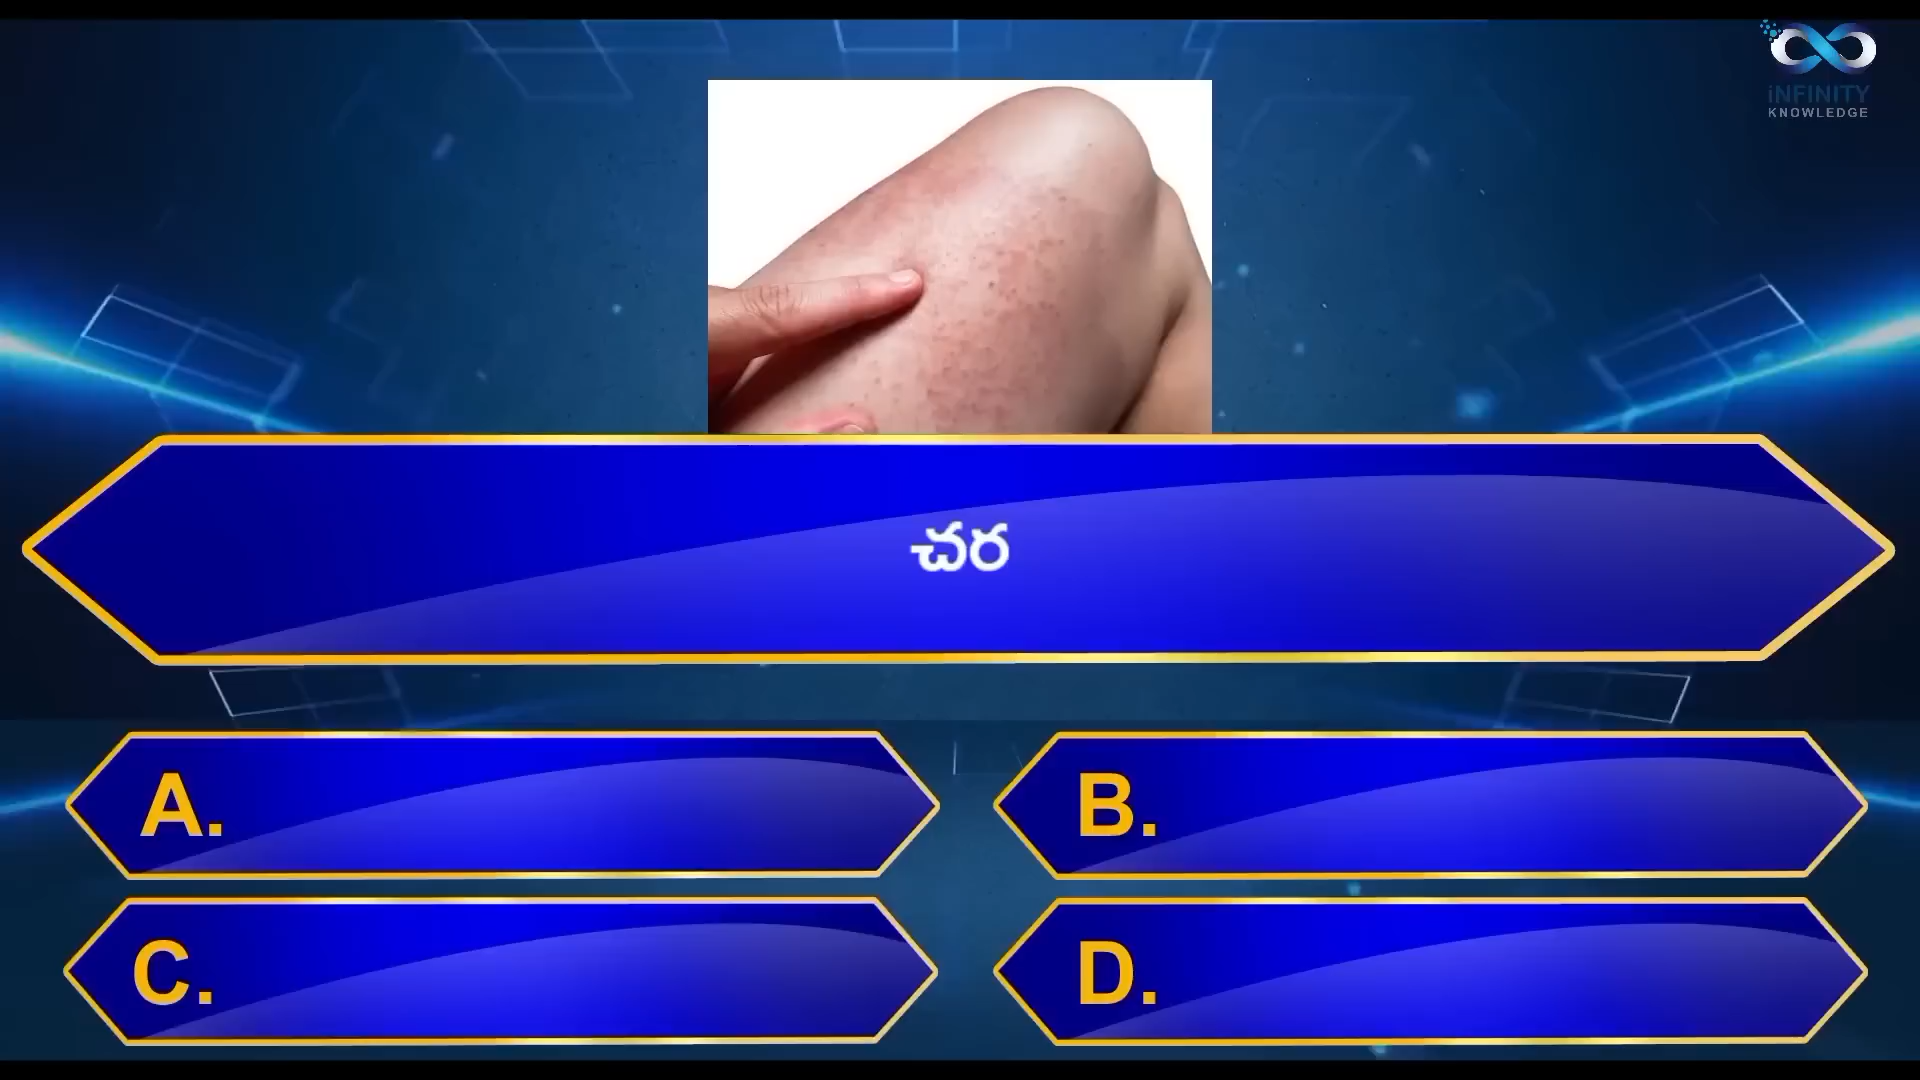 iNFINITY
KNOWLEDGE
చర
A.
B.
C.
D.